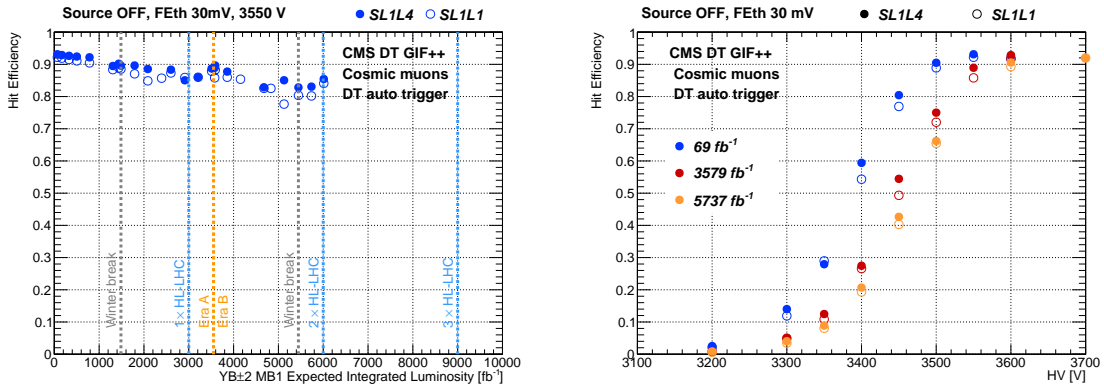 Source OFF, FEth 30mV, 3550 V
SL1L4
SL1L1
Hit Efficiency
1
0.9
0.8
0.7
0.6
0.5
0.4
0.3
0.2
0.1
0
CMS DT GIF++
Cosmic muons
DT auto trigger
Winter break
1 × HL-LHC
Era A
Era B
Winter break
2 × HL-LHC
3 × HL-LHC
0 1000 2000 3000 4000 5000 6000 7000 8000 9000 10000
YB±2 MB1 Expected Integrated Luminosity [fb⁻¹]
Source OFF, FEth 30 mV
SL1L4
SL1L1
Hit Efficiency
1
0.9
0.8
0.7
0.6
0.5
0.4
0.3
0.2
0.1
0
CMS DT GIF++
Cosmic muons
DT auto trigger
69 fb⁻¹
3579 fb⁻¹
5737 fb⁻¹
3100 3200 3300 3400 3500 3600 3700
HV [V]